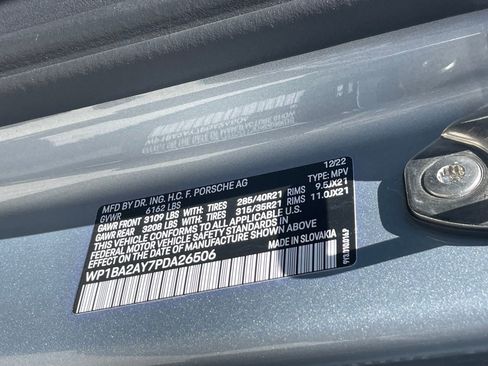 MFD BY DR. ING. H.C. F. PORSCHE AG 12/22
GVWR 6162 LBS TYPE: MPV
GAWR FRONT 3109 LBS WITH: TIRES 285/40R21 RIMS 9.5JX21
GAWR REAR 3208 LBS WITH: TIRES 315/35R21 RIMS 11.0JX21
THIS VEHICLE CONFORMS TO ALL APPLICABLE U.S.
FEDERAL MOTOR VEHICLE SAFETY STANDARDS IN EFFECT ON THE
DATE OF MANUFACTURE SHOWN ABOVE.
WP1BA2AY7PDA26506 MADE IN SLOVAKIA